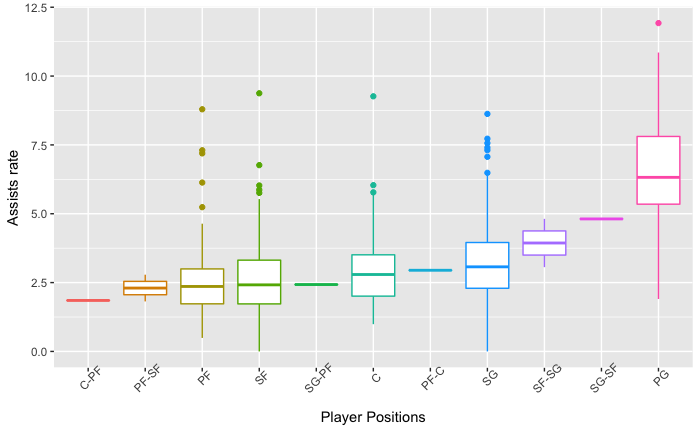 12.5
10.0
7.5
5.0
2.5
0.0
Assists rate
C-PF
PF-SF
PF
SF
SG-PF
C
PF-C
SG
SF-SG
SG-SF
PG
Player Positions